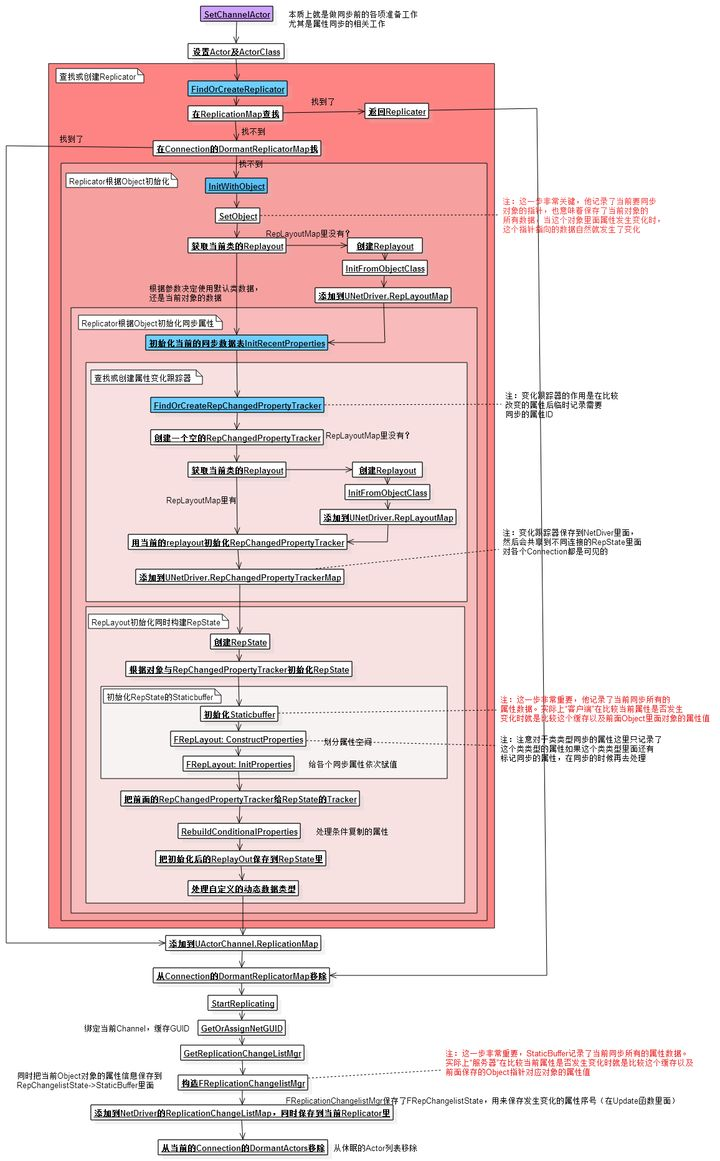 SetChannelActor
本质上就是做同步前的各项准备工作
尤其是属性同步的相关工作
设置Actor及ActorClass
查找或创建Replicator
FindOrCreateReplicator
找到了
在ReplicationMap查找
返回Replicater
找不到
找到了
在Connection的DormantReplicatorMap找
找不到
Replicator根据Object初始化
InitWithObject
SetObject
注：这一步非常关键，他记录了当前要同步
对象的指针，也意味着保存了当前对象的
所有数据，当这个对象里面属性发生变化时，
这个指针指向的数据自然就发生了变化
RepLayoutMap里没有？
获取当前类的Replayout
创建Replayout
InitFromObjectClass
根据参数决定使用默认类数据，
还是当前对象的数据
添加到UNetDriver.RepLayoutMap
Replicator根据Object初始化同步属性
初始化当前的同步数据表InitRecentProperties
查找或创建属性变化跟踪器
FindOrCreateRepChangedPropertyTracker
注：变化跟踪器的作用是在比较
改变的属性后临时记录需要
同步的属性ID
创建一个空的RepChangedPropertyTracker
RepLayoutMap里没有？
获取当前类的Replayout
创建Replayout
InitFromObjectClass
RepLayoutMap里有
添加到UNetDriver.RepLayoutMap
用当前的replayout初始化RepChangedPropertyTracker
注：变化跟踪器保存到NetDiver里面，
然后会共享到不同连接的RepState里面
对各个Connection都是可见的
添加到UNetDriver.RepChangedPropertyTrackerMap
RepLayout初始化同时构建RepState
创建RepState
根据对象与RepChangedPropertyTracker初始化RepState
初始化RepState的Staticbuffer
初始化Staticbuffer
注：这一步非常重要，他记录了当前同步所有的
属性数据。实际上“客户端”在比较当前属性是否发生
变化时就是比较这个缓存以及前面Object里面对象的属性值
FRepLayout: ConstructProperties
划分属性空间
注：注意对于类类型同步的属性这里只记录了
这个类类型的属性如果这个类类型里面还有
标记同步的属性，在同步的时候再去处理
FRepLayout: InitProperties
给各个同步属性依次赋值
把前面的RepChangedPropertyTracker给RepState的Tracker
RebuildConditionalProperties
处理条件复制的属性
把初始化后的ReplayOut保存到RepState里
处理自定义的动态数据类型
添加到UActorChannel.ReplicationMap
从Connection的DormantReplicatorMap移除
StartReplicating
绑定当前Channel，缓存GUID
GetOrAssignNetGUID
GetReplicationChangeListMgr
注：这一步非常重要，StaticBuffer记录了当前同步所有的属性数据。
实际上“服务器”在比较当前属性是否发生变化时就是比较这个缓存以及
前面保存的Object指针对应对象的属性值
同时把当前Object对象的属性信息保存到
RepChangelistState->StaticBuffer里面
构造FReplicationChangelistMgr
FReplicationChangelistMgr保存了FRepChangelistState，用来保存发生变化的属性序号（在Update函数里面）
添加到NetDriver的ReplicationChangeListMap，同时保存到当前Replicator里
从当前的Connection的DormantActors移除
从休眠的Actor列表移除